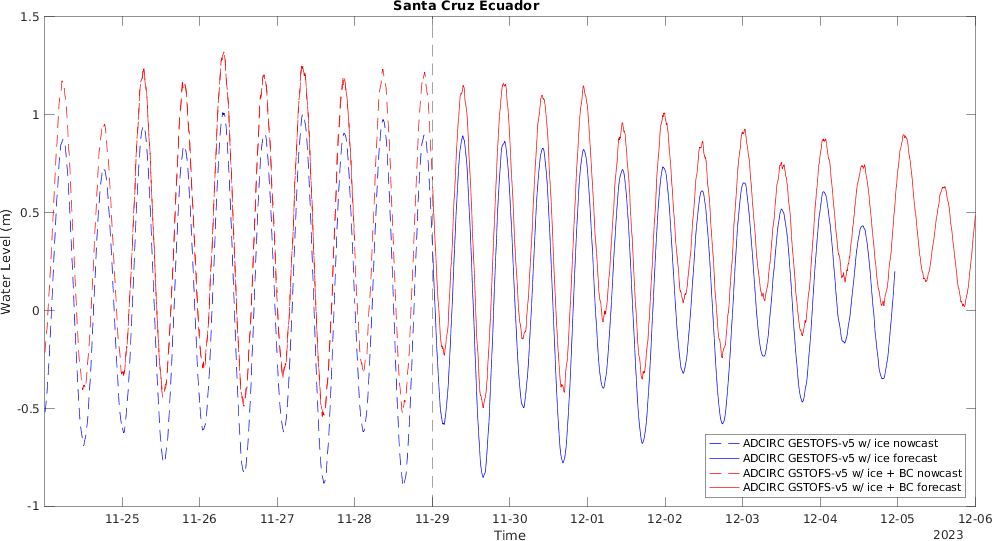 Santa Cruz Ecuador
1.5
1
0.5
0
-0.5
-1
Water Level (m)
11-25 11-26 11-27 11-28 11-29 11-30 12-01 12-02 12-03 12-04 12-05 12-06
Time
2023
ADCIRC GESTOFS-v5 w/ ice nowcast
ADCIRC GESTOFS-v5 w/ ice forecast
ADCIRC GSTOFS-v5 w/ ice + BC nowcast
ADCIRC GSTOFS-v5 w/ ice + BC forecast